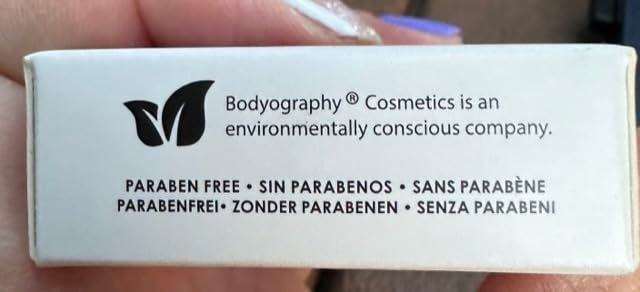 Bodyography® Cosmetics is an
environmentally conscious company.
PARABEN FREE • SIN PARABENOS • SANS PARABÈNE
PARABENFREI• ZONDER PARABENEN • SENZA PARABENI